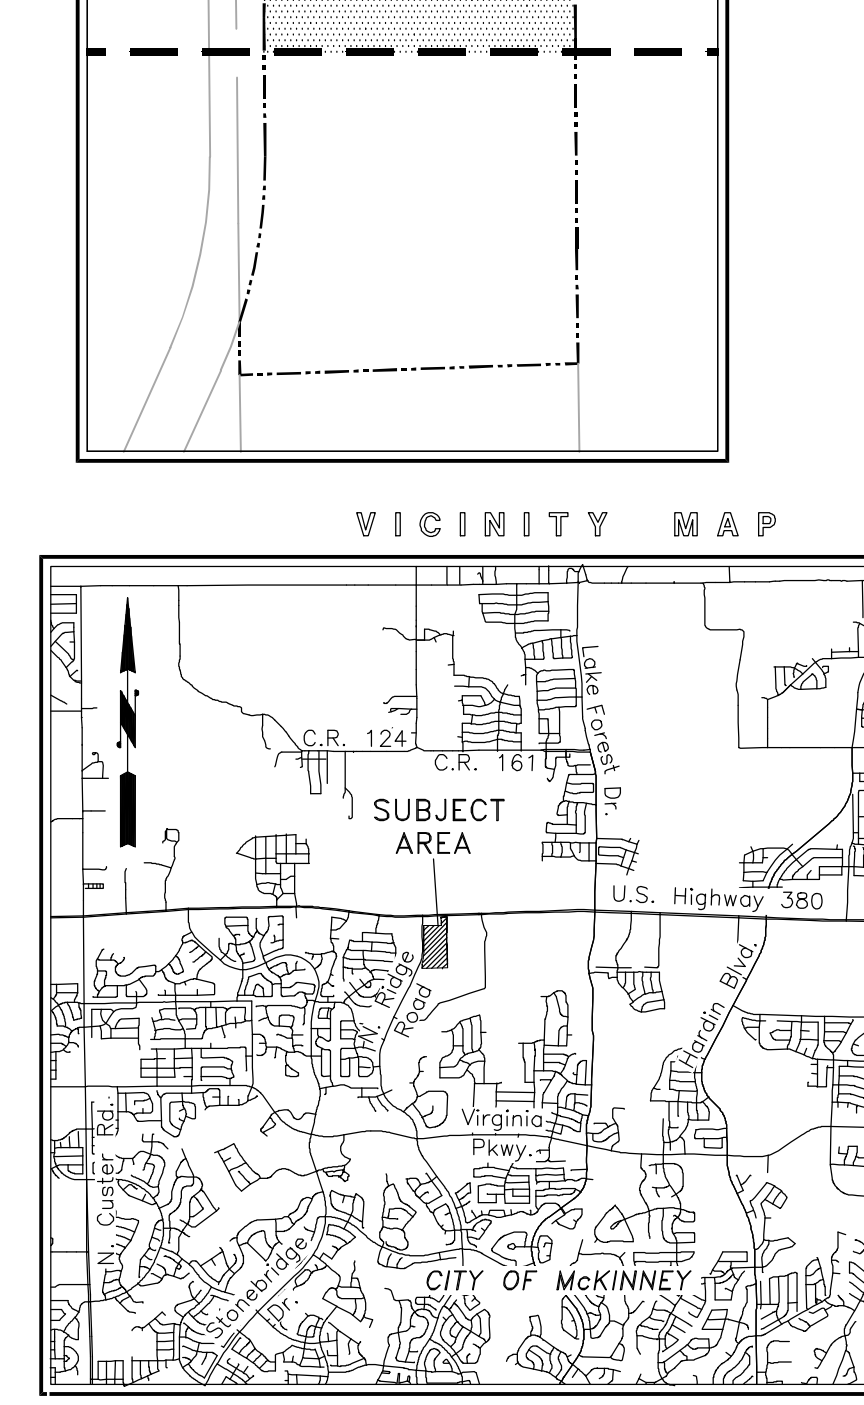 VICINITY MAP
N
Lake Forest Dr.
C.R. 124
C.R. 161
SUBJECT
AREA
U.S. Highway 380
N. Ridge
Road
Hardin Blvd.
Virginia
Pkwy.
N. Custer Rd.
Stonebridge
Dr.
CITY OF McKINNEY